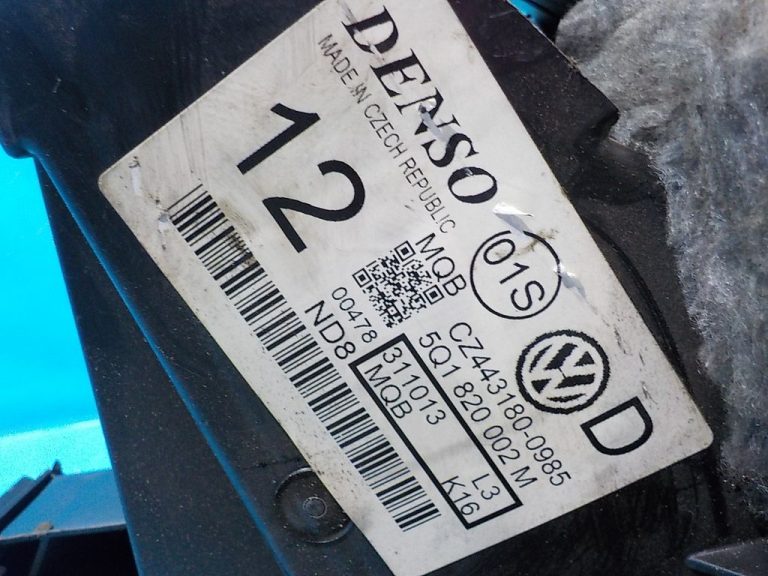 DENSO
MADE IN CZECH REPUBLIC
12
MQB
01S
D
CZ443180-0985
5Q1 820 002 M
00478
ND8
311013 L3
MQB K16